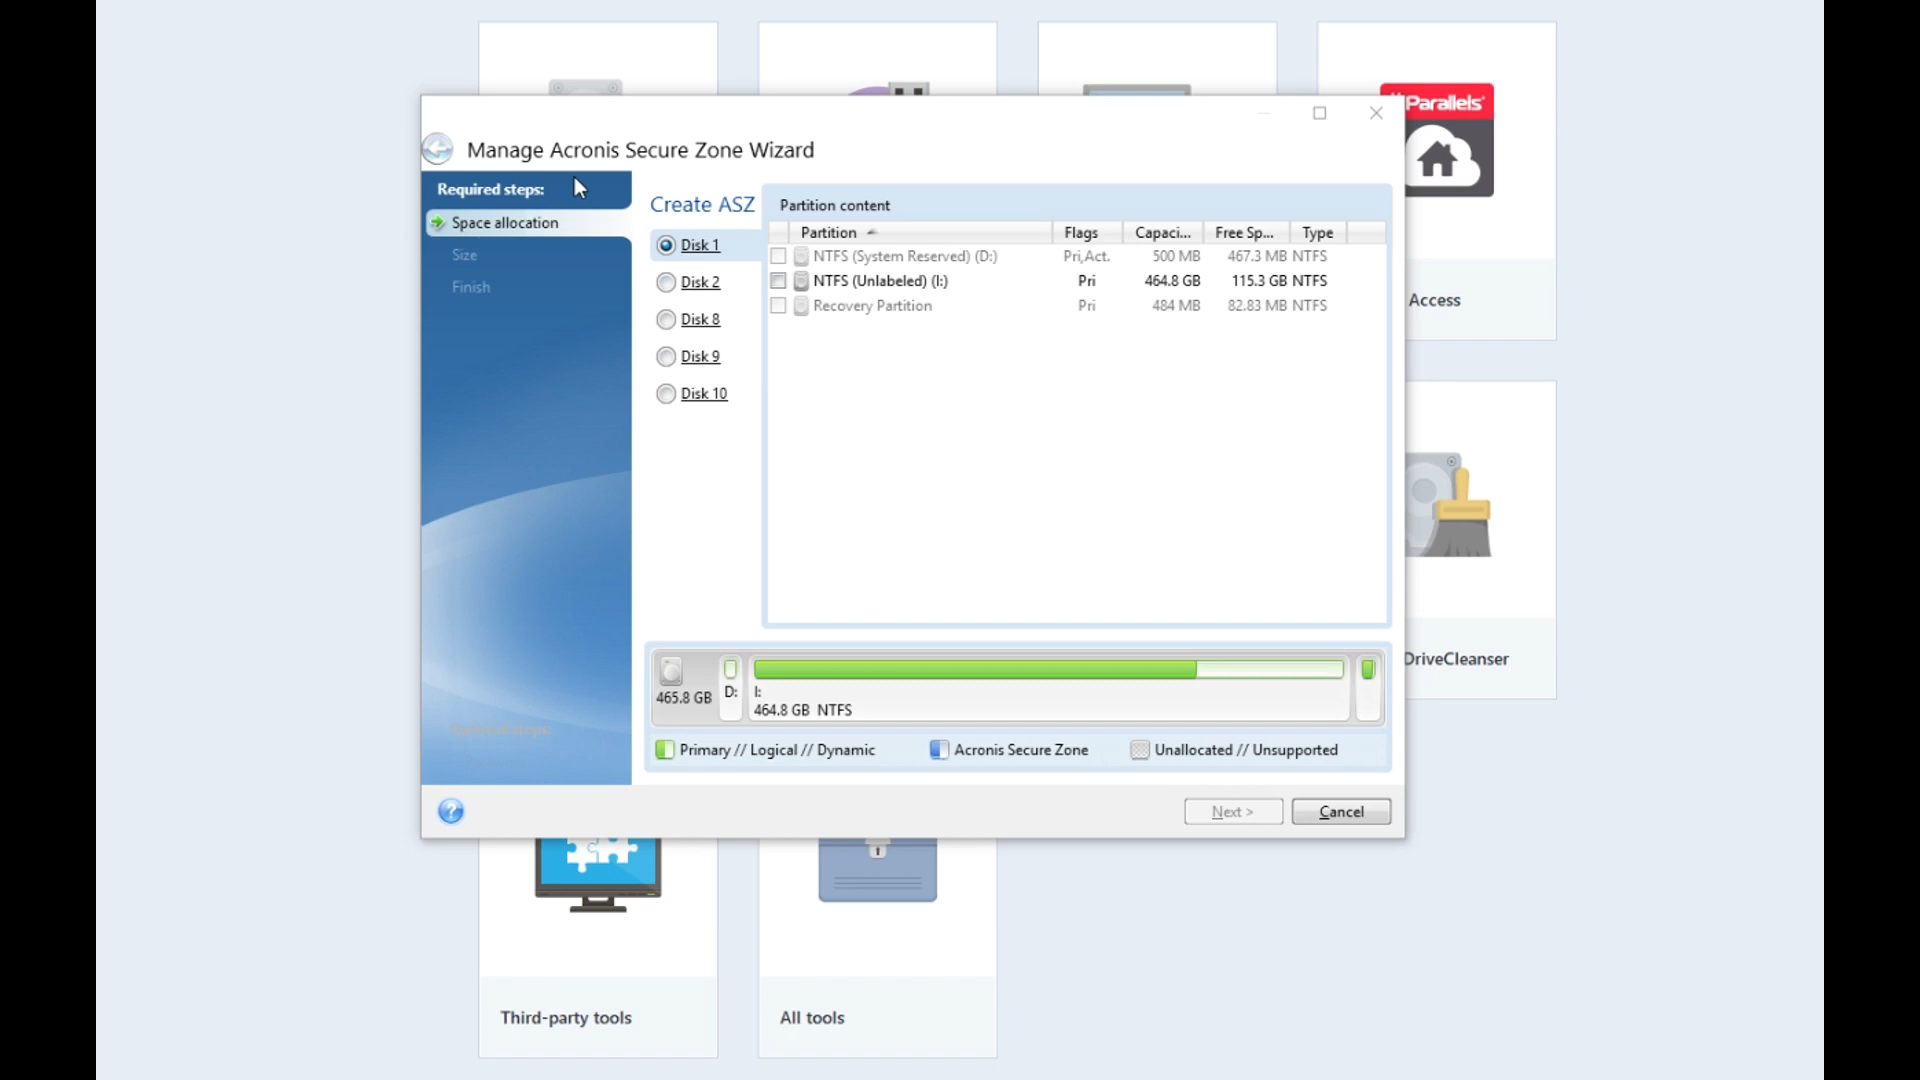 Parallels®
Manage Acronis Secure Zone Wizard
Required steps:
Space allocation
Size
Finish
Optional steps:
Create ASZ
Disk 1
Disk 2
Disk 8
Disk 9
Disk 10
Partition content
Partition Flags Capaci... Free Sp... Type
NTFS (System Reserved) (D:) Pri,Act. 500 MB 467.3 MB NTFS
NTFS (Unlabeled) (I:) Pri 464.8 GB 115.3 GB NTFS
Recovery Partition Pri 484 MB 82.83 MB NTFS
465.8 GB
D:
I:
464.8 GB NTFS
Primary // Logical // Dynamic Acronis Secure Zone Unallocated // Unsupported
?
Next > Cancel
Access
DriveCleanser
Third-party tools
All tools